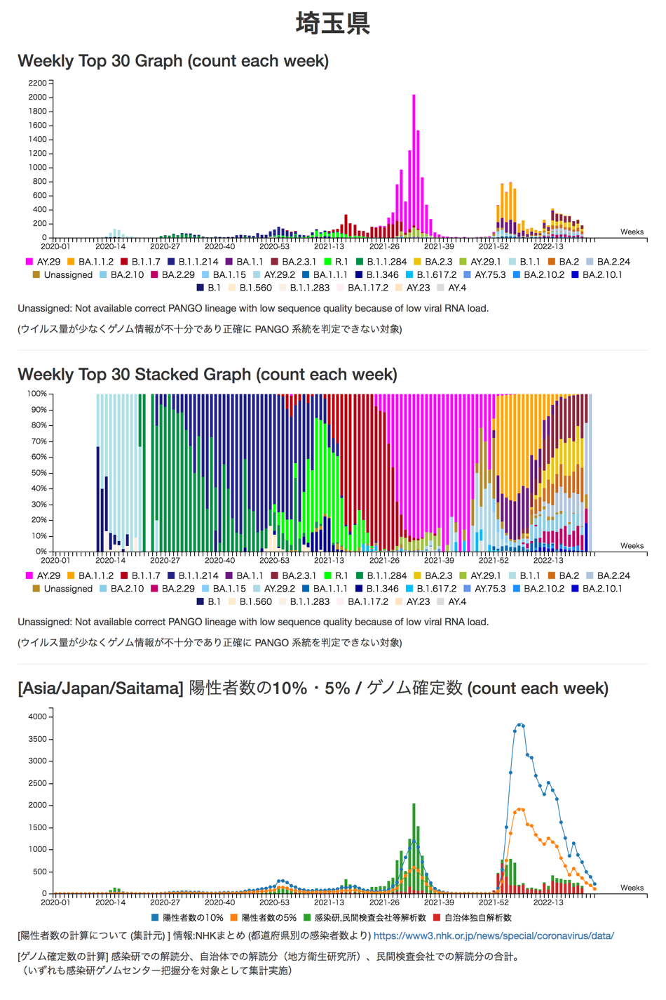 埼玉県
Weekly Top 30 Graph (count each week)
2200
2000
1800
1600
1400
1200
1000
800
600
400
200
0
Weeks
2020-01 2020-14 2020-27 2020-40 2020-53 2021-13 2021-26 2021-39 2021-52 2022-13
AY.29 BA.1.1.2 B.1.1.7 B.1.1.214 BA.1.1 BA.2.3.1 R.1 B.1.1.284 BA.2.3 AY.29.1 B.1.1 BA.2 BA.2.24
Unassigned BA.2.10 BA.2.29 BA.1.15 AY.29.2 BA.1.1.1 B.1.346 B.1.617.2 AY.75.3 BA.2.10.2 BA.2.10.1
B.1 B.1.560 B.1.1.283 BA.1.17.2 AY.23 AY.4
Unassigned: Not available correct PANGO lineage with low sequence quality because of low viral RNA load.
(ウイルス量が少なくゲノム情報が不十分であり正確に PANGO 系統を判定できない対象)
Weekly Top 30 Stacked Graph (count each week)
100%
90%
80%
70%
60%
50%
40%
30%
20%
10%
0%
Weeks
2020-01 2020-14 2020-27 2020-40 2020-53 2021-13 2021-26 2021-39 2021-52 2022-13
AY.29 BA.1.1.2 B.1.1.7 B.1.1.214 BA.1.1 BA.2.3.1 R.1 B.1.1.284 BA.2.3 AY.29.1 B.1.1 BA.2 BA.2.24
Unassigned BA.2.10 BA.2.29 BA.1.15 AY.29.2 BA.1.1.1 B.1.346 B.1.617.2 AY.75.3 BA.2.10.2 BA.2.10.1
B.1 B.1.560 B.1.1.283 BA.1.17.2 AY.23 AY.4
Unassigned: Not available correct PANGO lineage with low sequence quality because of low viral RNA load.
(ウイルス量が少なくゲノム情報が不十分であり正確に PANGO 系統を判定できない対象)
[Asia/Japan/Saitama] 陽性者数の10%・5% / ゲノム確定数 (count each week)
4000
3500
3000
2500
2000
1500
1000
500
0
Weeks
2020-01 2020-14 2020-27 2020-40 2020-53 2021-13 2021-26 2021-39 2021-52 2022-13
陽性者数の10% 陽性者数の5% 感染研,民間検査会社等解析数 自治体独自解析数
[陽性者数の計算について (集計元) ] 情報:NHKまとめ (都道府県別の感染者数より) https://www3.nhk.or.jp/news/special/coronavirus/data/
[ゲノム確定数の計算] 感染研での解読分、自治体での解読分（地方衛生研究所）、民間検査会社での解読分の合計。
（いずれも感染研ゲノムセンター把握分を対象として集計実施）